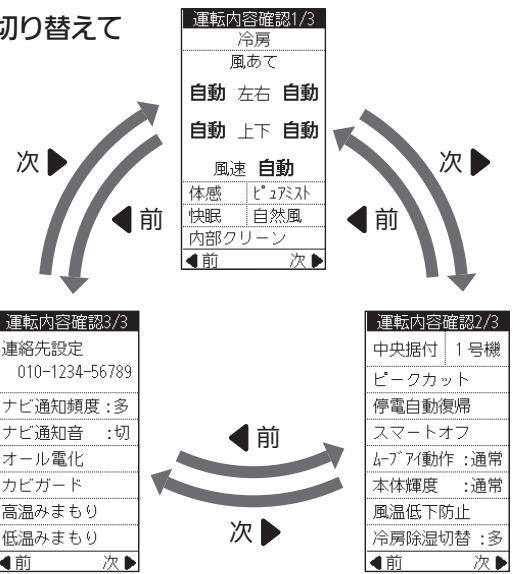 切り替えて
運転内容確認1/3
冷房
風あて
自動 左右 自動
自動 上下 自動
風速 自動
体感 ピュアミスト
快眠 自然風
内部クリーン
◀前 次▶
次▶
◀前
◀前
次▶
運転内容確認3/3
連絡先設定
010-1234-56789
ナビ通知頻度:多
ナビ通知音 :切
オール電化
カビガード
高温みまもり
低温みまもり
◀前 次▶
◀前
次▶
運転内容確認2/3
中央据付 1号機
ピークカット
停電自動復帰
スマートオフ
ムーブアイ動作 :通常
本体輝度 :通常
風温低下防止
冷房除湿切替 :多
◀前 次▶